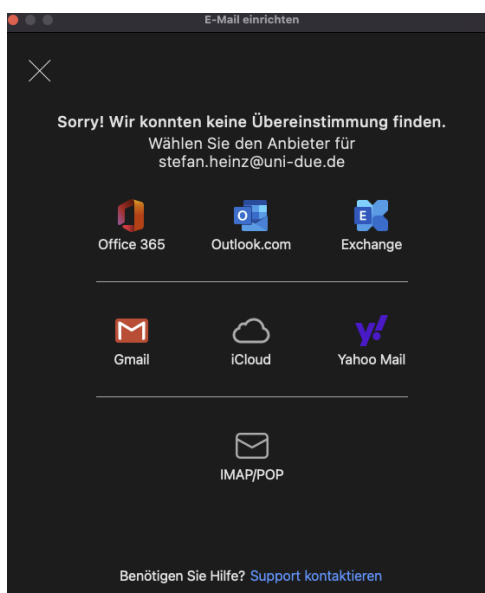 E-Mail einrichten
Sorry! Wir konnten keine Übereinstimmung finden.
Wählen Sie den Anbieter für
stefan.heinz@uni-due.de
Office 365
Outlook.com
Exchange
Gmail
iCloud
Yahoo Mail
IMAP/POP
Benötigen Sie Hilfe? Support kontaktieren